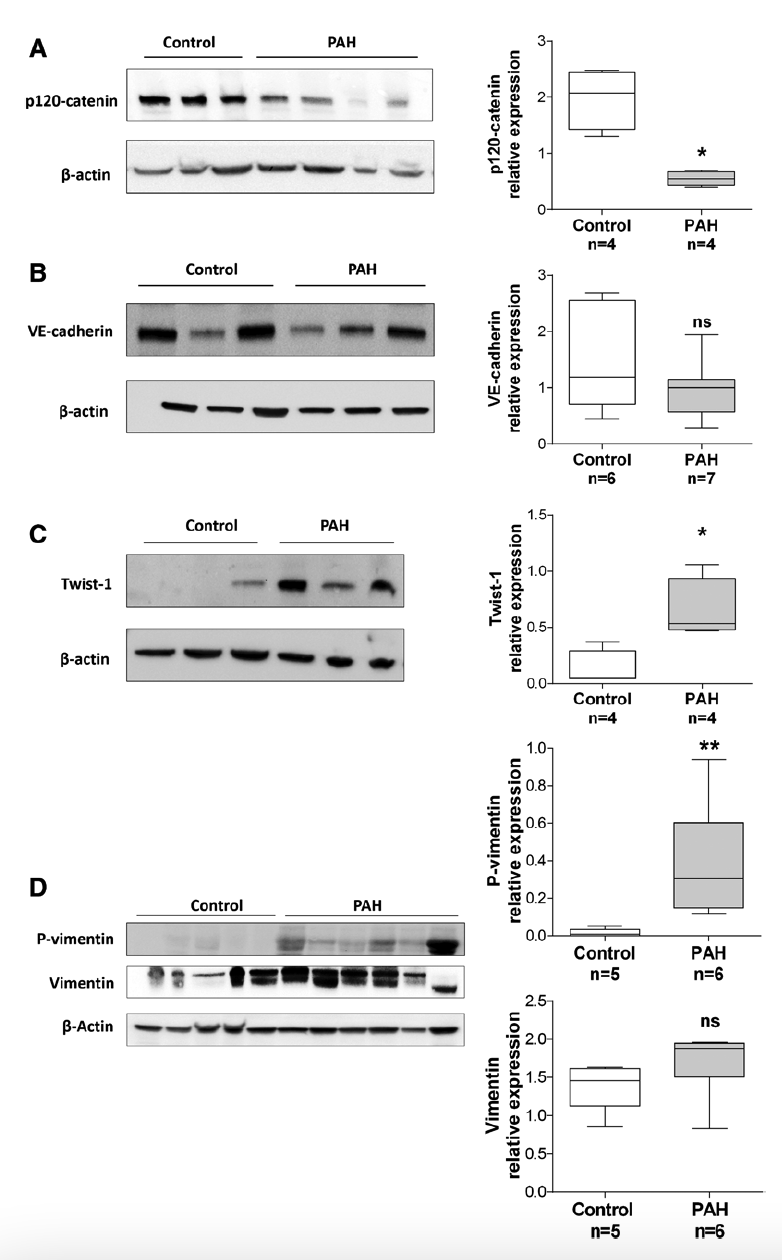 A
Control PAH
p120-catenin
β-actin
p120-catenin
relative expression
3
2
1
0
*
Control PAH
n=4 n=4
B
Control PAH
VE-cadherin
β-actin
VE-cadherin
relative expression
3
2
1
0
ns
Control PAH
n=6 n=7
C
Control PAH
Twist-1
β-actin
Twist-1
relative expression
1.5
1.0
0.5
0.0
*
Control PAH
n=4 n=4
P-vimentin
relative expression
1.0
0.8
0.6
0.4
0.2
0.0
**
Control PAH
n=5 n=6
D
Control PAH
P-vimentin
Vimentin
β-Actin
Vimentin
relative expression
2.5
2.0
1.5
1.0
0.5
0.0
ns
Control PAH
n=5 n=6